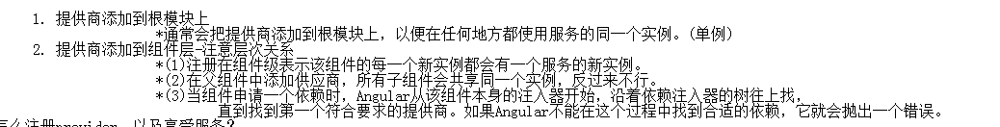 1. 提供商添加到根模块上
*通常会把提供商添加到根模块上，以便在任何地方都使用服务的同一个实例。(单例)
2. 提供商添加到组件层-注意层次关系
*(1)注册在组件级表示该组件的每一个新实例都会有一个服务的新实例。
*(2)在父组件中添加供应商，所有子组件会共享同一个实例，反过来不行。
*(3)当组件申请一个依赖时，Angular从该组件本身的注入器开始，沿着依赖注入器的树往上找，
直到找到第一个符合要求的提供商。如果Angular不能在这个过程中找到合适的依赖，它就会抛出一个错误。
怎么注册provider，以及享受服务？